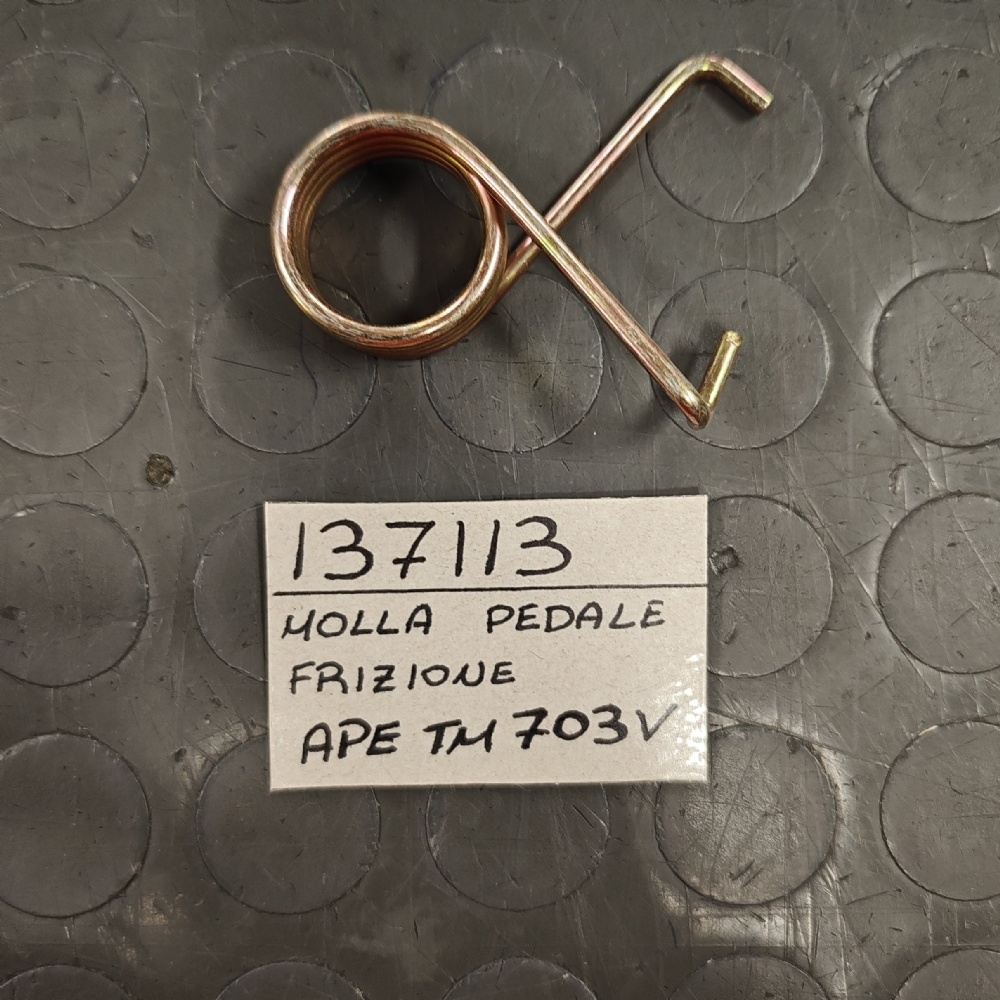 137113
MOLLA PEDALE
FRIZIONE
APE TM 703V